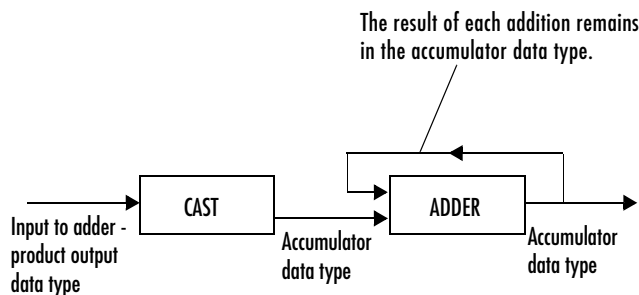 The result of each addition remains
in the accumulator data type.
CAST
ADDER
Input to adder -
product output
data type
Accumulator
data type
Accumulator
data type